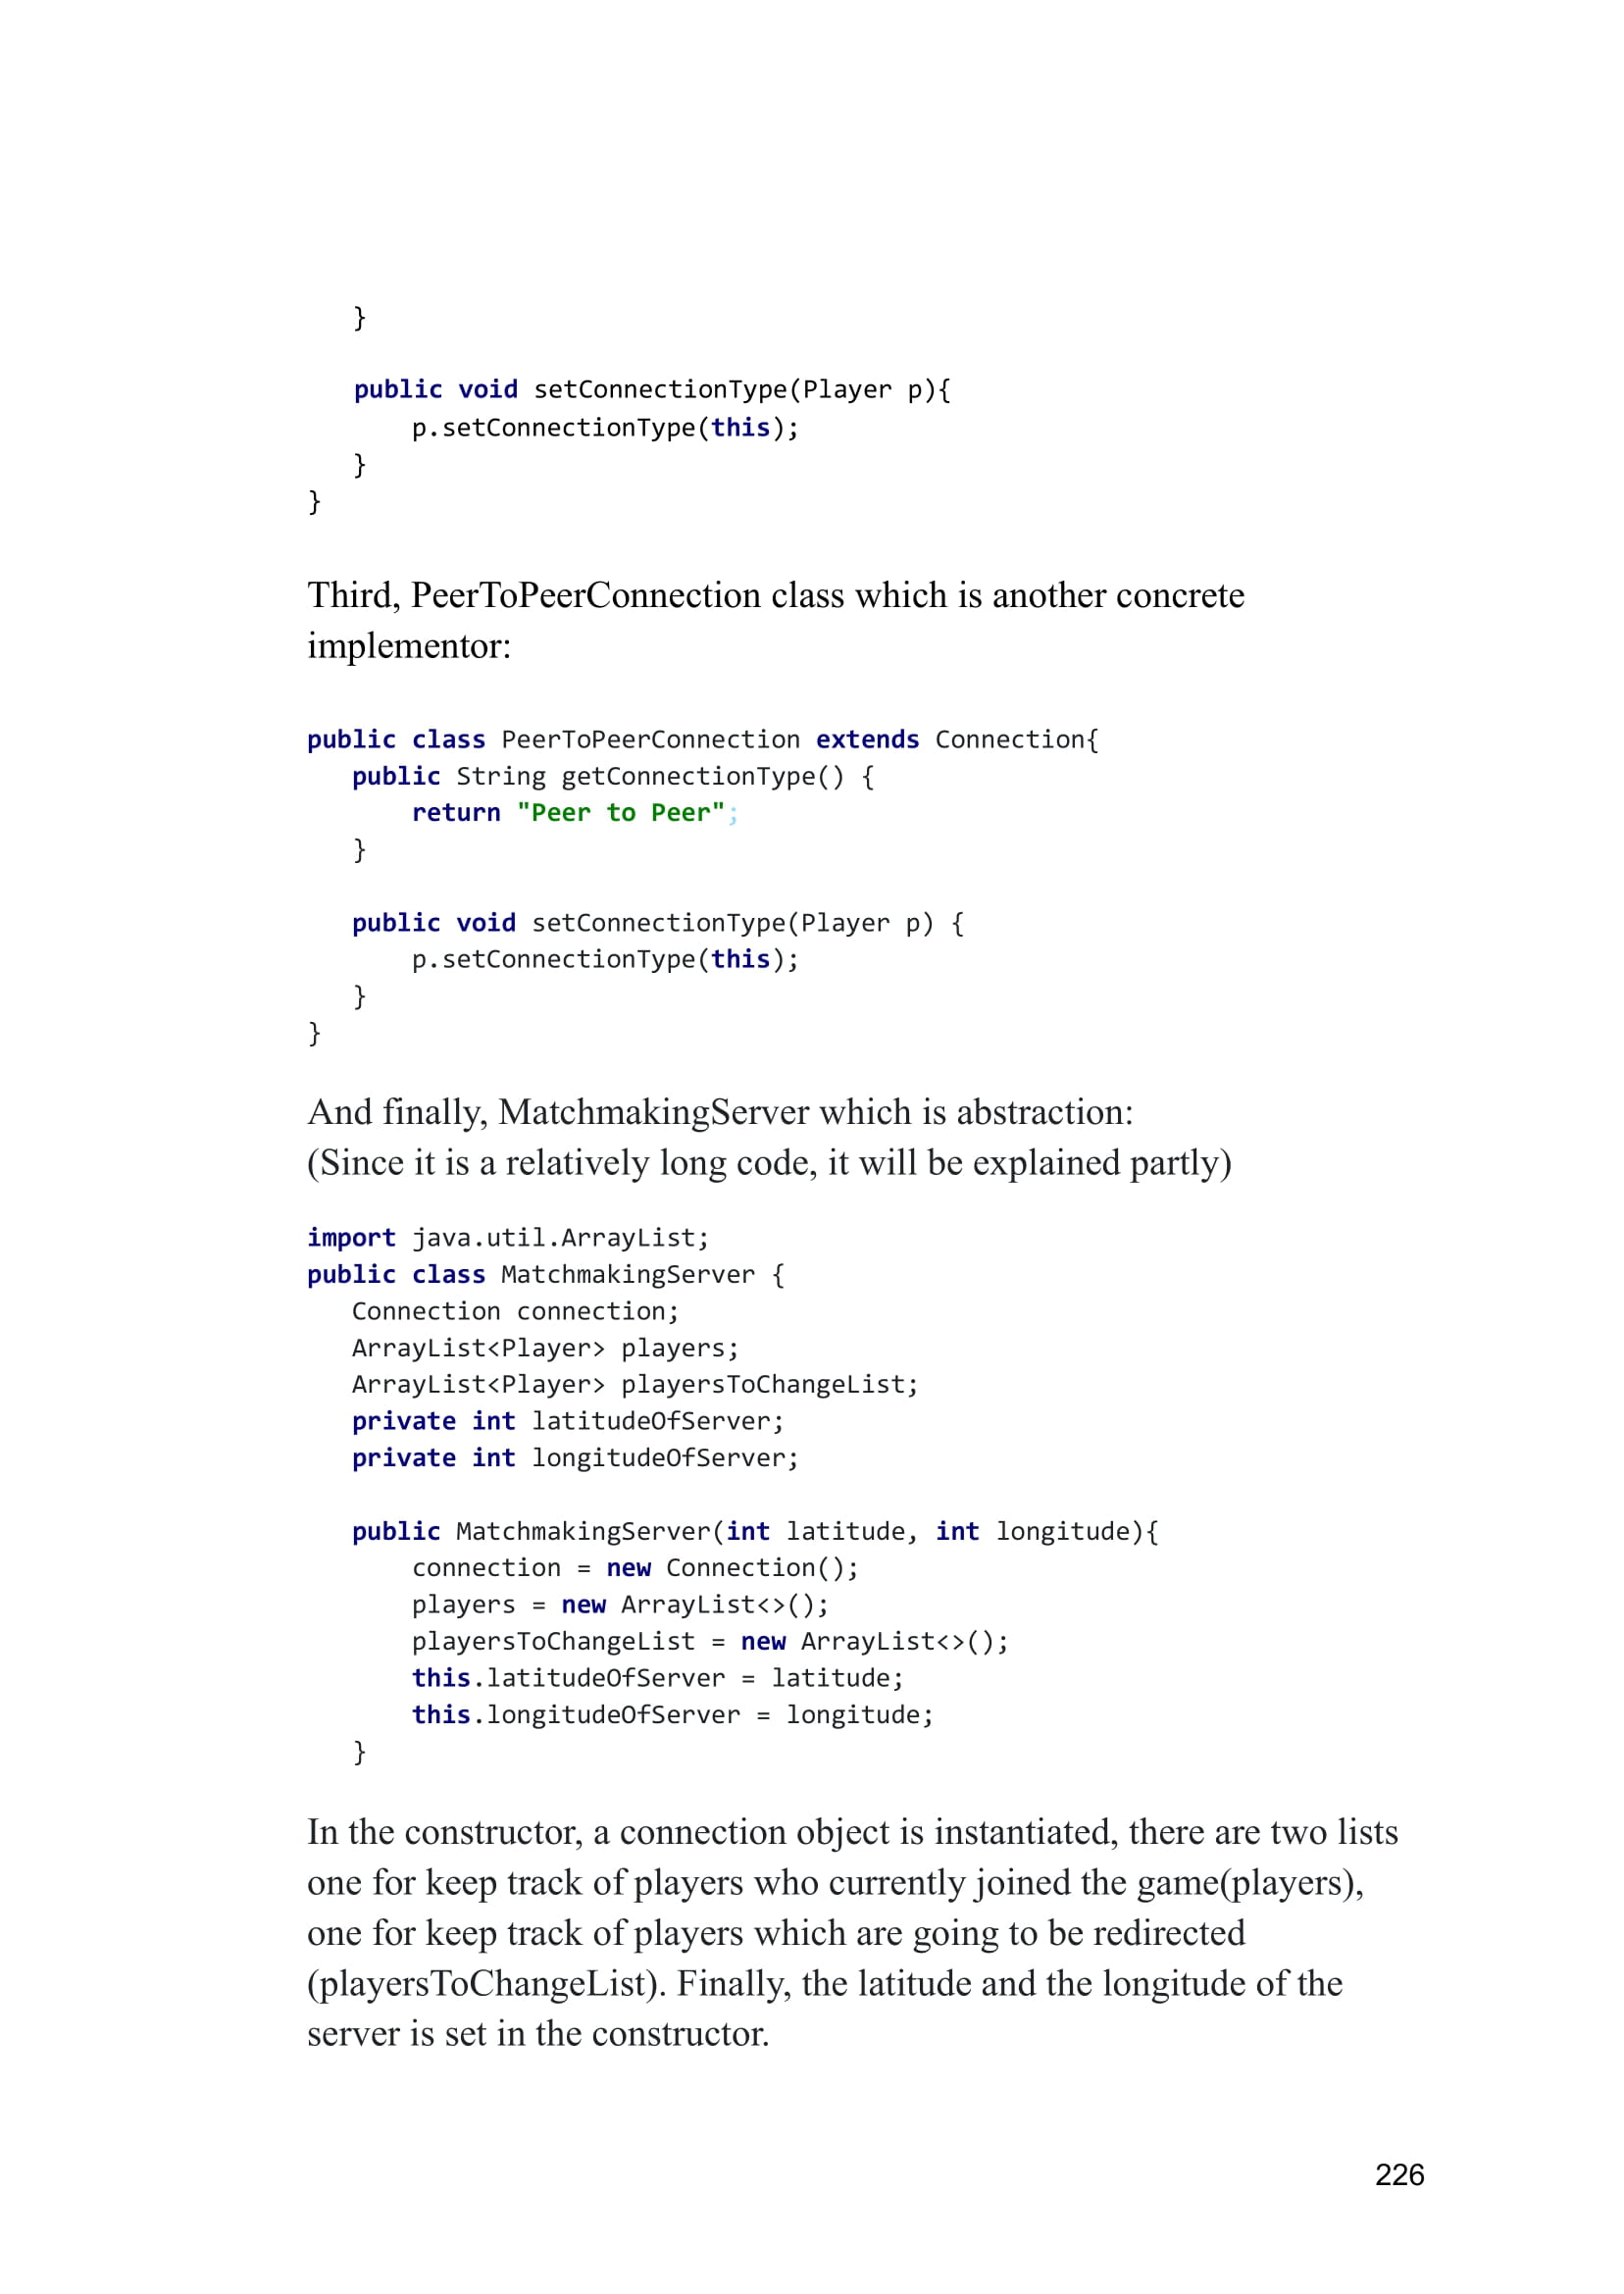 }
public void setConnectionType(Player p){
p.setConnectionType(this);
}
}
Third, PeerToPeerConnection class which is another concrete
implementor:
public class PeerToPeerConnection extends Connection{
public String getConnectionType() {
return "Peer to Peer";
}
public void setConnectionType(Player p) {
p.setConnectionType(this);
}
}
And finally, MatchmakingServer which is abstraction:
(Since it is a relatively long code, it will be explained partly)
import java.util.ArrayList;
public class MatchmakingServer {
Connection connection;
ArrayList<Player> players;
ArrayList<Player> playersToChangeList;
private int latitudeOfServer;
private int longitudeOfServer;
public MatchmakingServer(int latitude, int longitude){
connection = new Connection();
players = new ArrayList<>();
playersToChangeList = new ArrayList<>();
this.latitudeOfServer = latitude;
this.longitudeOfServer = longitude;
}
In the constructor, a connection object is instantiated, there are two lists
one for keep track of players who currently joined the game(players),
one for keep track of players which are going to be redirected
(playersToChangeList). Finally, the latitude and the longitude of the
server is set in the constructor.
226